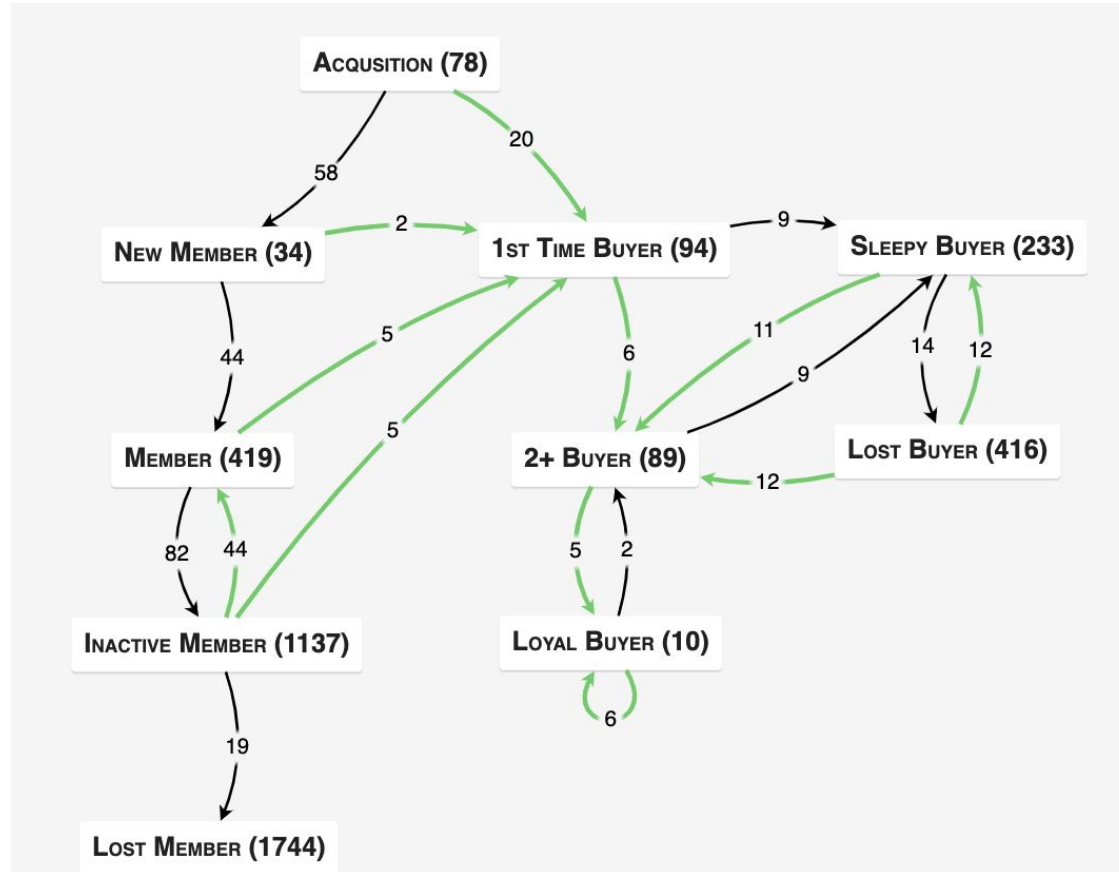 Acqusition (78)
20
58
New Member (34)
2
1st Time Buyer (94)
9
Sleepy Buyer (233)
44
5
6
11
9
14
12
5
Member (419)
2+ Buyer (89)
Lost Buyer (416)
12
82
44
5
2
Inactive Member (1137)
Loyal Buyer (10)
6
19
Lost Member (1744)